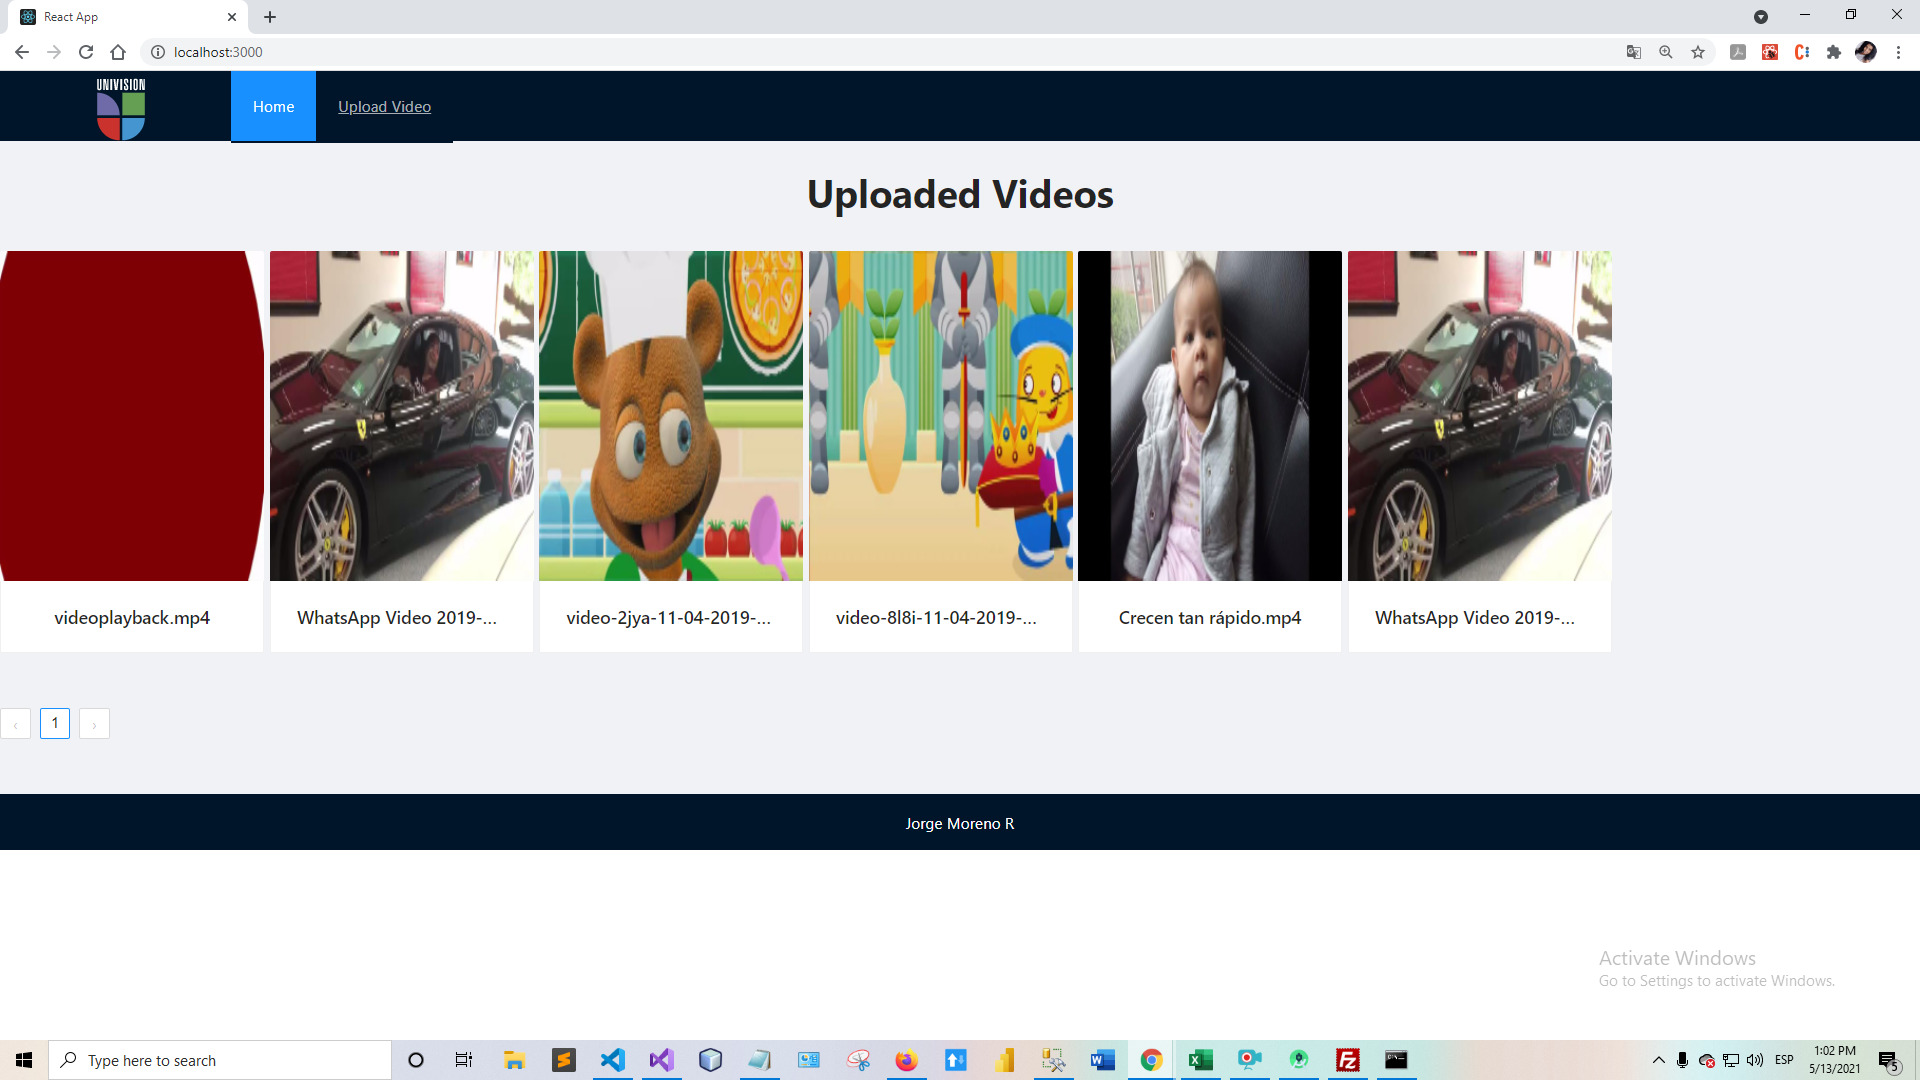 React App
localhost:3000
UNIVISION
Home
Upload Video
Uploaded Videos
videoplayback.mp4
WhatsApp Video 2019-...
video-2jya-11-04-2019-...
video-8l8i-11-04-2019-...
Crecen tan rápido.mp4
WhatsApp Video 2019-...
‹ 1 ›
Jorge Moreno R
Activate Windows
Go to Settings to activate Windows.
Type here to search
ESP
1:02 PM
5/13/2021
5